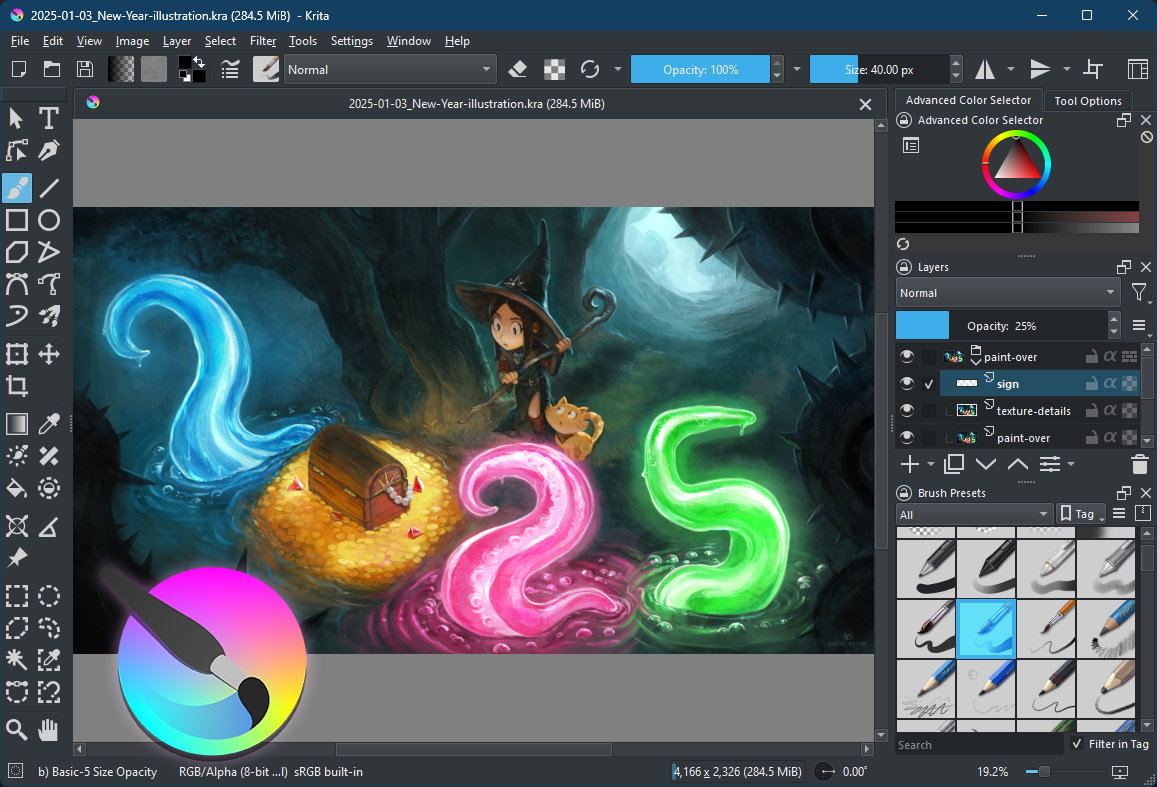 2025-01-03_New-Year-illustration.kra (284.5 MiB) - Krita
File Edit View Image Layer Select Filter Tools Settings Window Help
Normal Opacity: 100% Size: 40.00 px
2025-01-03_New-Year-illustration.kra (284.5 MiB)
Advanced Color Selector Tool Options
Advanced Color Selector
Layers
Normal
Opacity: 25%
paint-over
sign
texture-details
paint-over
Brush Presets
All Tag
Search Filter in Tag
b) Basic-5 Size Opacity RGB/Alpha (8-bit ...l) sRGB built-in 4,166 x 2,326 (284.5 MiB) 0.00° 19.2%